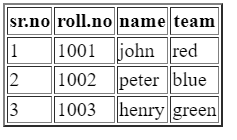 sr.no roll.no name team
1 1001 john red
2 1002 peter blue
3 1003 henry green